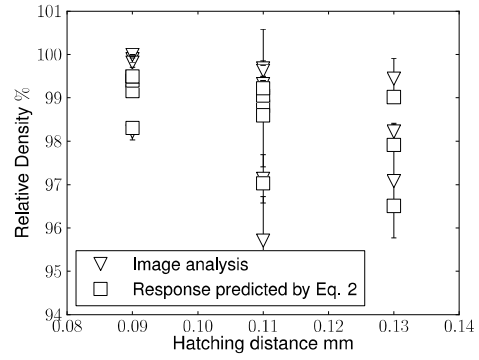 101
100
99
98
97
96
95
94
Relative Density %
Image analysis
Response predicted by Eq. 2
0.08 0.09 0.10 0.11 0.12 0.13 0.14
Hatching distance mm